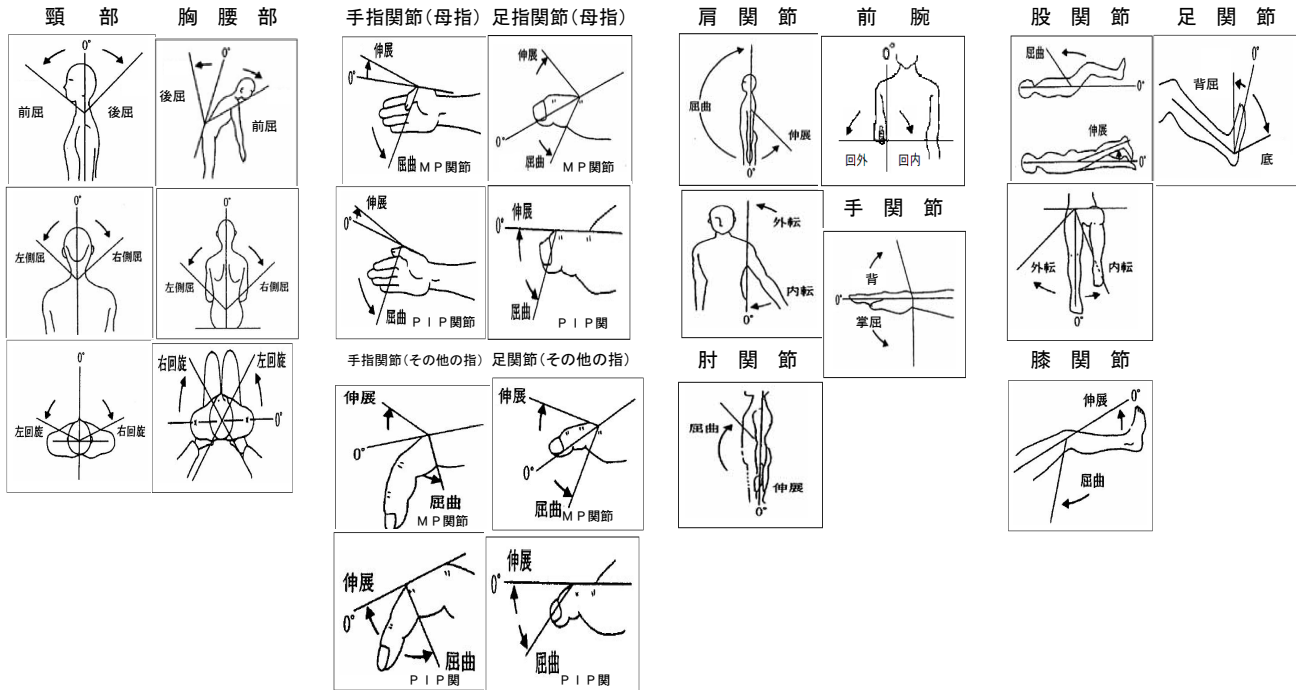 頸部
0°
前屈
後屈
0°
左側屈
右側屈
0°
左回旋
右回旋
胸腰部
0°
後屈
前屈
0°
左側屈
右側屈
右回旋
左回旋
0°
手指関節(母指)
伸展
0°
屈曲
MP関節
伸展
0°
屈曲
PIP関節
足指関節(母指)
伸展
0°
屈曲
MP関節
0°
伸展
屈曲
PIP関
手指関節(その他の指)
伸展
0°
屈曲
MP関節
伸展
0°
屈曲
PIP関
足関節(その他の指)
伸展
0°
屈曲
MP関節
伸展
0°
屈曲
PIP関
肩関節
屈曲
伸展
0°
外転
内転
0°
前腕
0°
回外
回内
手関節
背
0°
掌屈
肘関節
屈曲
伸展
0°
股関節
屈曲
0°
伸展
0°
外転
内転
0°
足関節
0°
背屈
底
膝関節
伸展
0°
屈曲